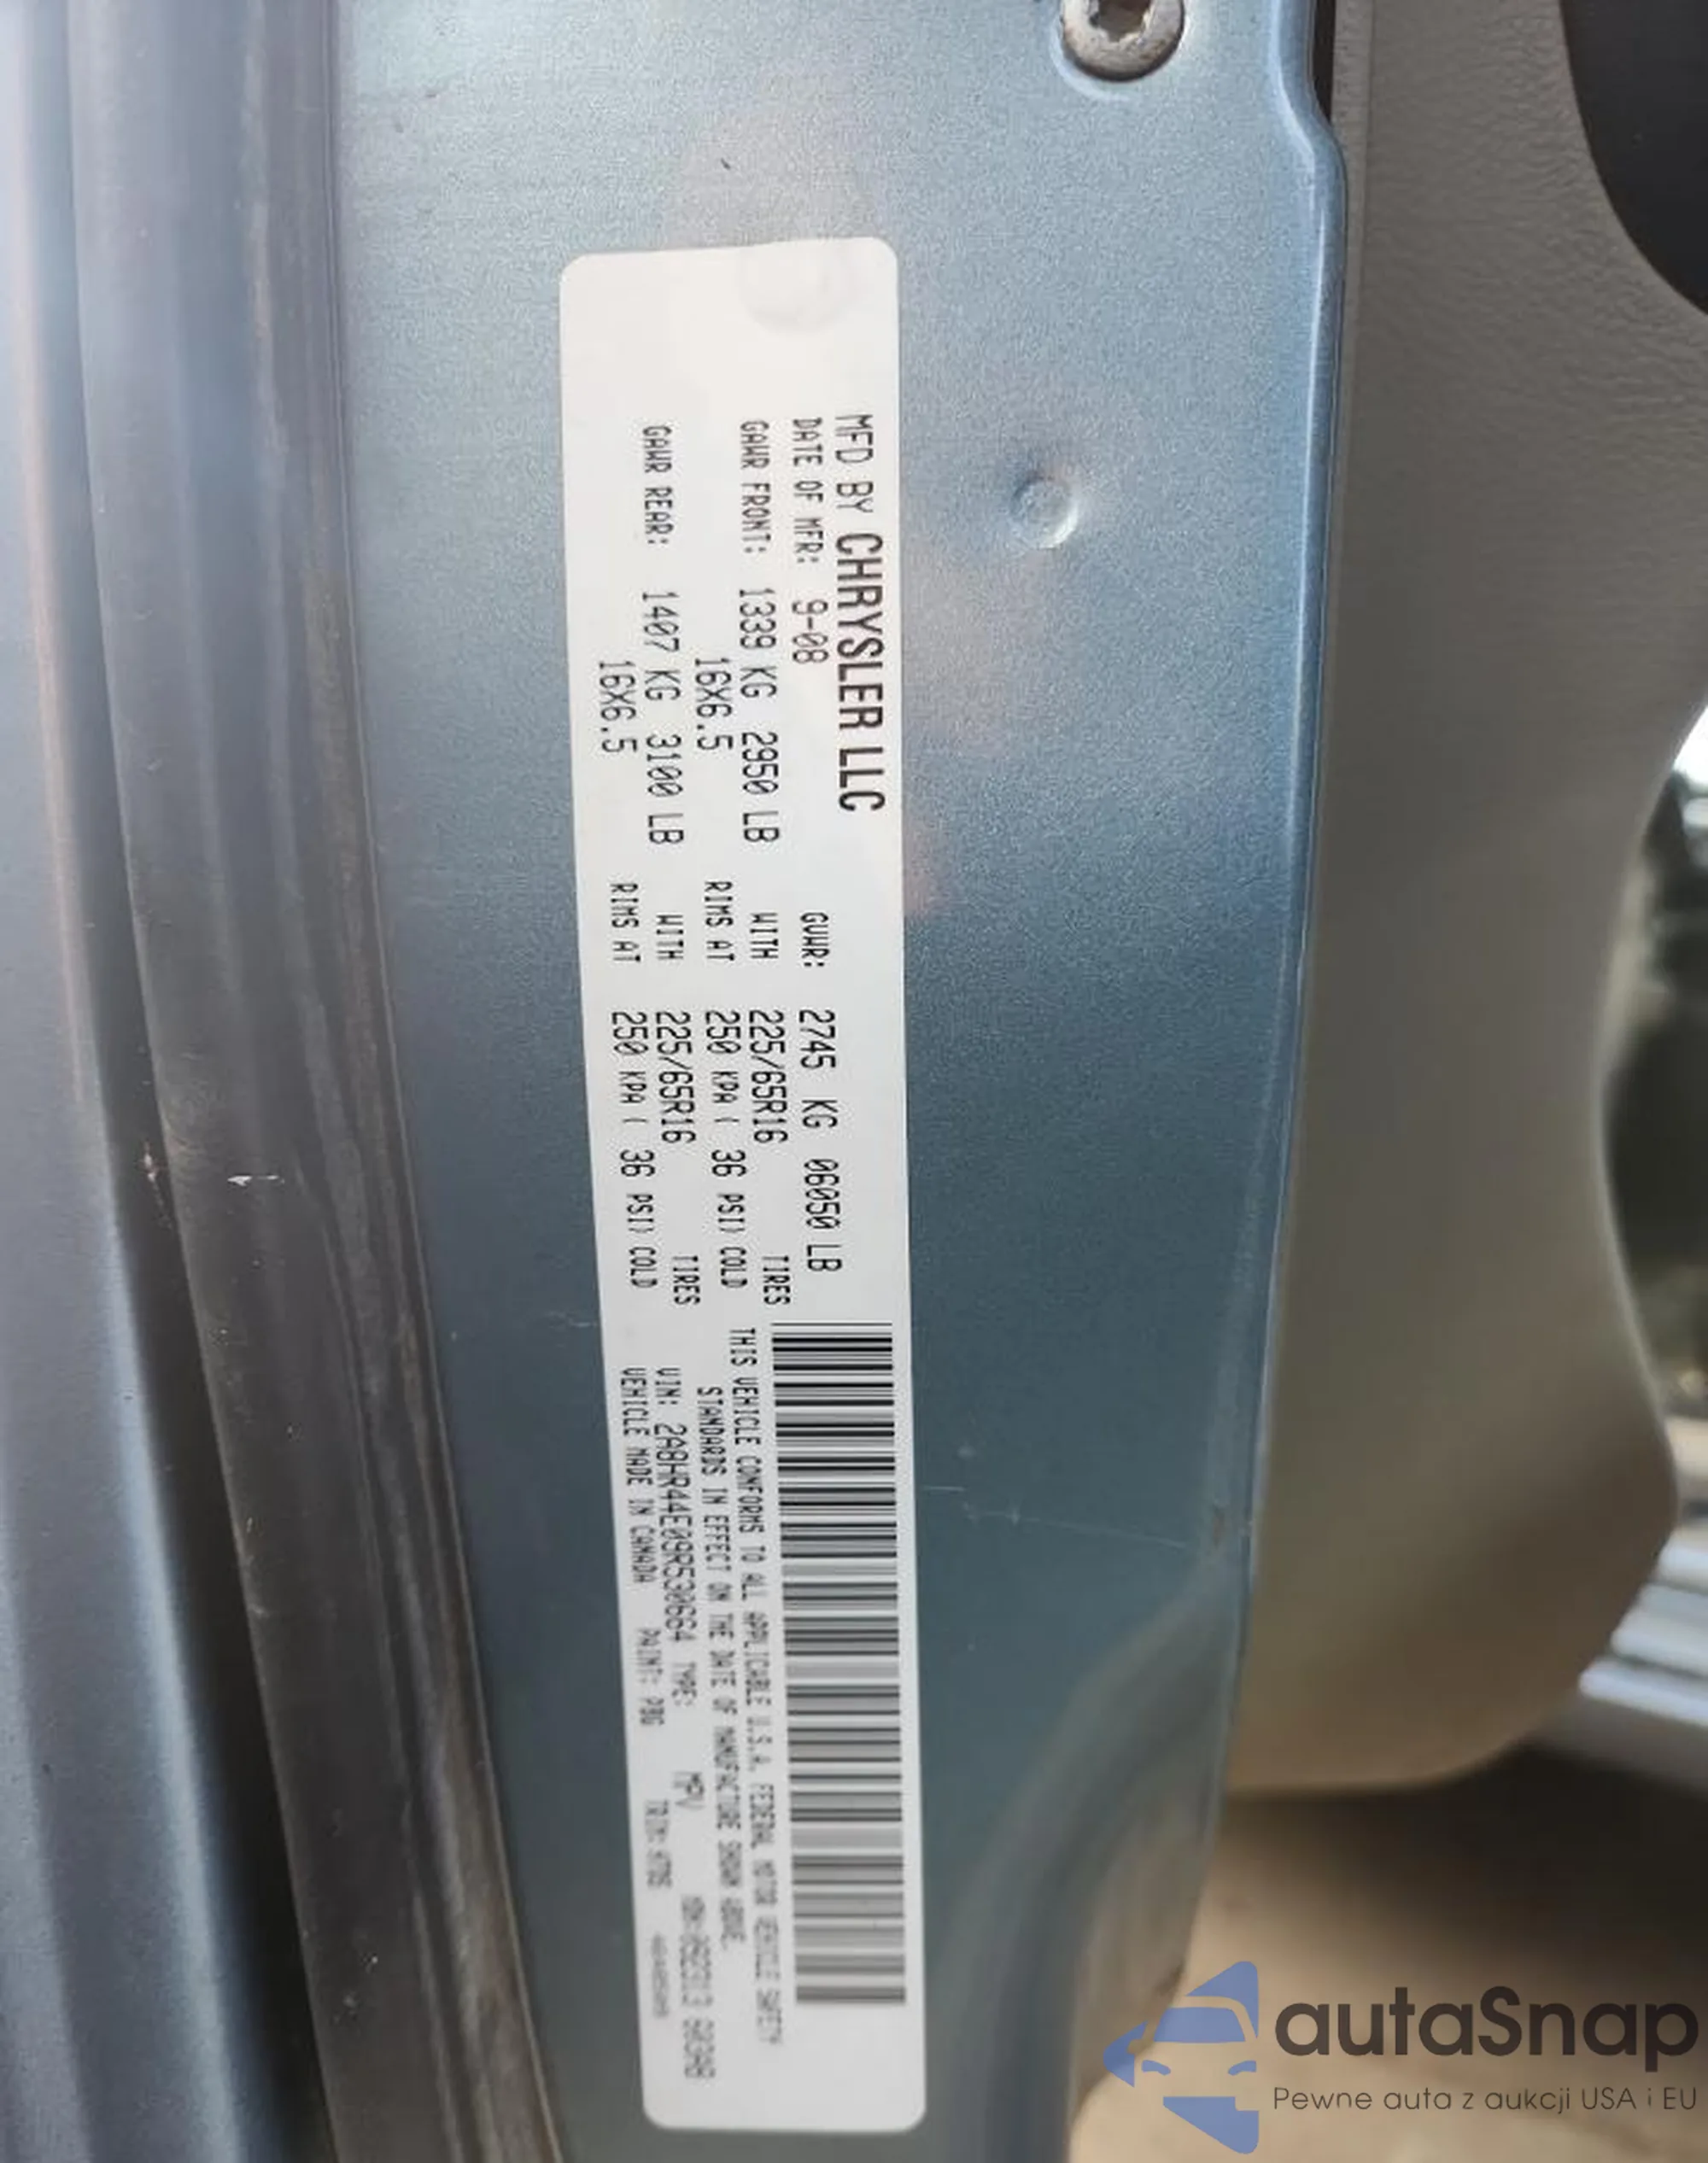 MFD BY CHRYSLER LLC
DATE OF MFR: 9-08 GVWR: 2745 KG 06050 LB
GAWR FRONT: 1339 KG 2950 LB WITH 225/65R16 TIRES
16X6.5 RIMS AT 250 KPA( 36 PSI) COLD
GAWR REAR: 1407 KG 3100 LB WITH 225/65R16 TIRES
16X6.5 RIMS AT 250 KPA( 36 PSI) COLD
THIS VEHICLE CONFORMS TO ALL APPLICABLE U.S.A. FEDERAL MOTOR VEHICLE SAFETY
STANDARDS IN EFFECT ON THE DATE OF MANUFACTURE SHOWN ABOVE.
VIN: 2A8HR44E09R530664 TYPE: MPV
VEHICLE MADE IN CANADA PAINT: PBG TRIM:
autaSnap
Pewne auta z aukcji USA i EU